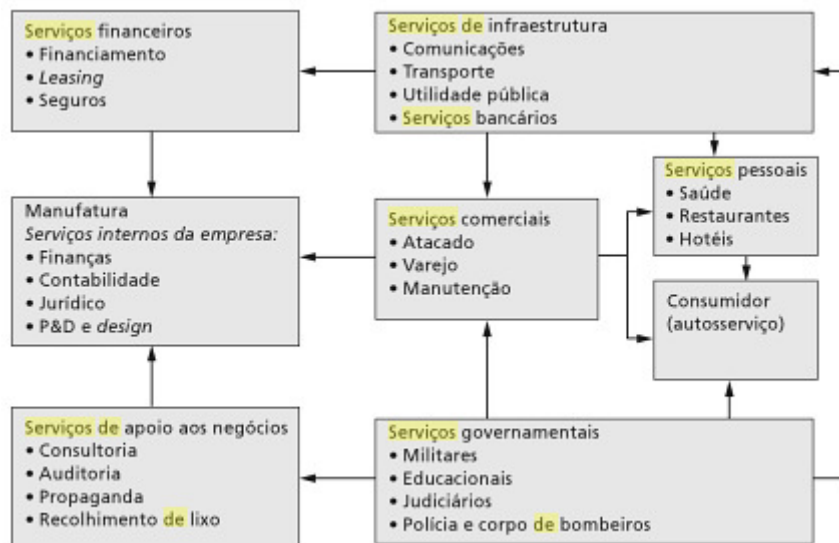 Serviços financeiros
• Financiamento
• Leasing
• Seguros
Serviços de infraestrutura
• Comunicações
• Transporte
• Utilidade pública
• Serviços bancários
Serviços pessoais
• Saúde
• Restaurantes
• Hotéis
Manufatura
Serviços internos da empresa:
• Finanças
• Contabilidade
• Jurídico
• P&D e design
Serviços comerciais
• Atacado
• Varejo
• Manutenção
Consumidor
(autosserviço)
Serviços de apoio aos negócios
• Consultoria
• Auditoria
• Propaganda
• Recolhimento de lixo
Serviços governamentais
• Militares
• Educacionais
• Judiciários
• Polícia e corpo de bombeiros